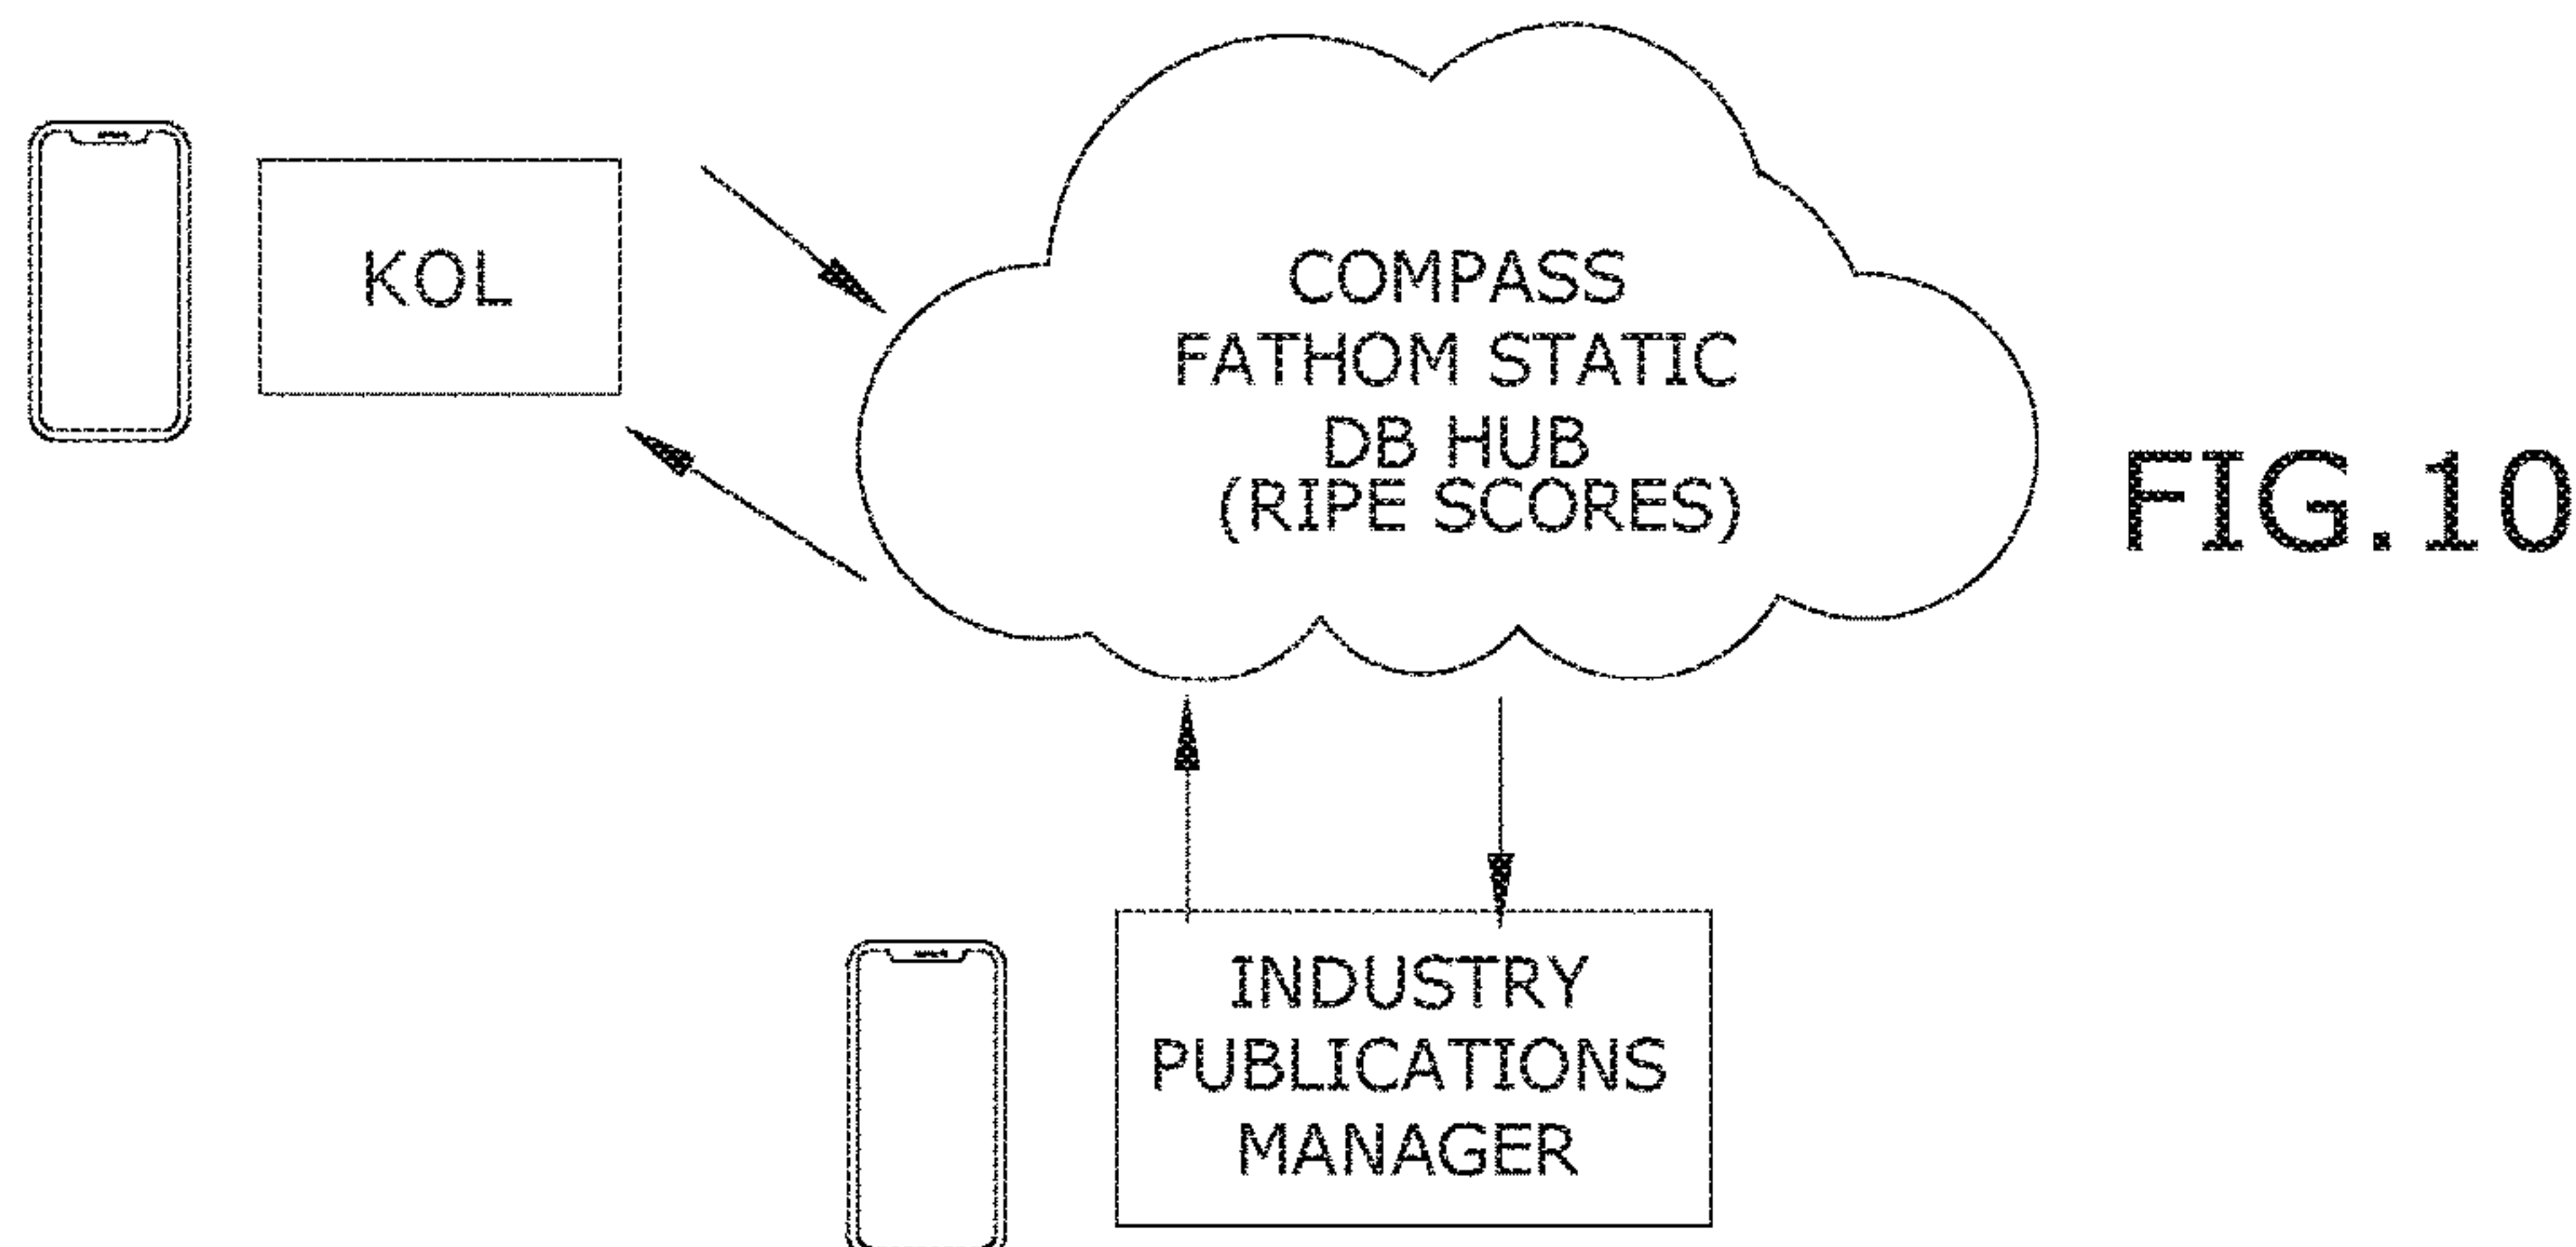 KOL
COMPASS
FATHOM STATIC
DB HUB
(RIPE SCORES)
FIG.10
INDUSTRY
PUBLICATIONS
MANAGER